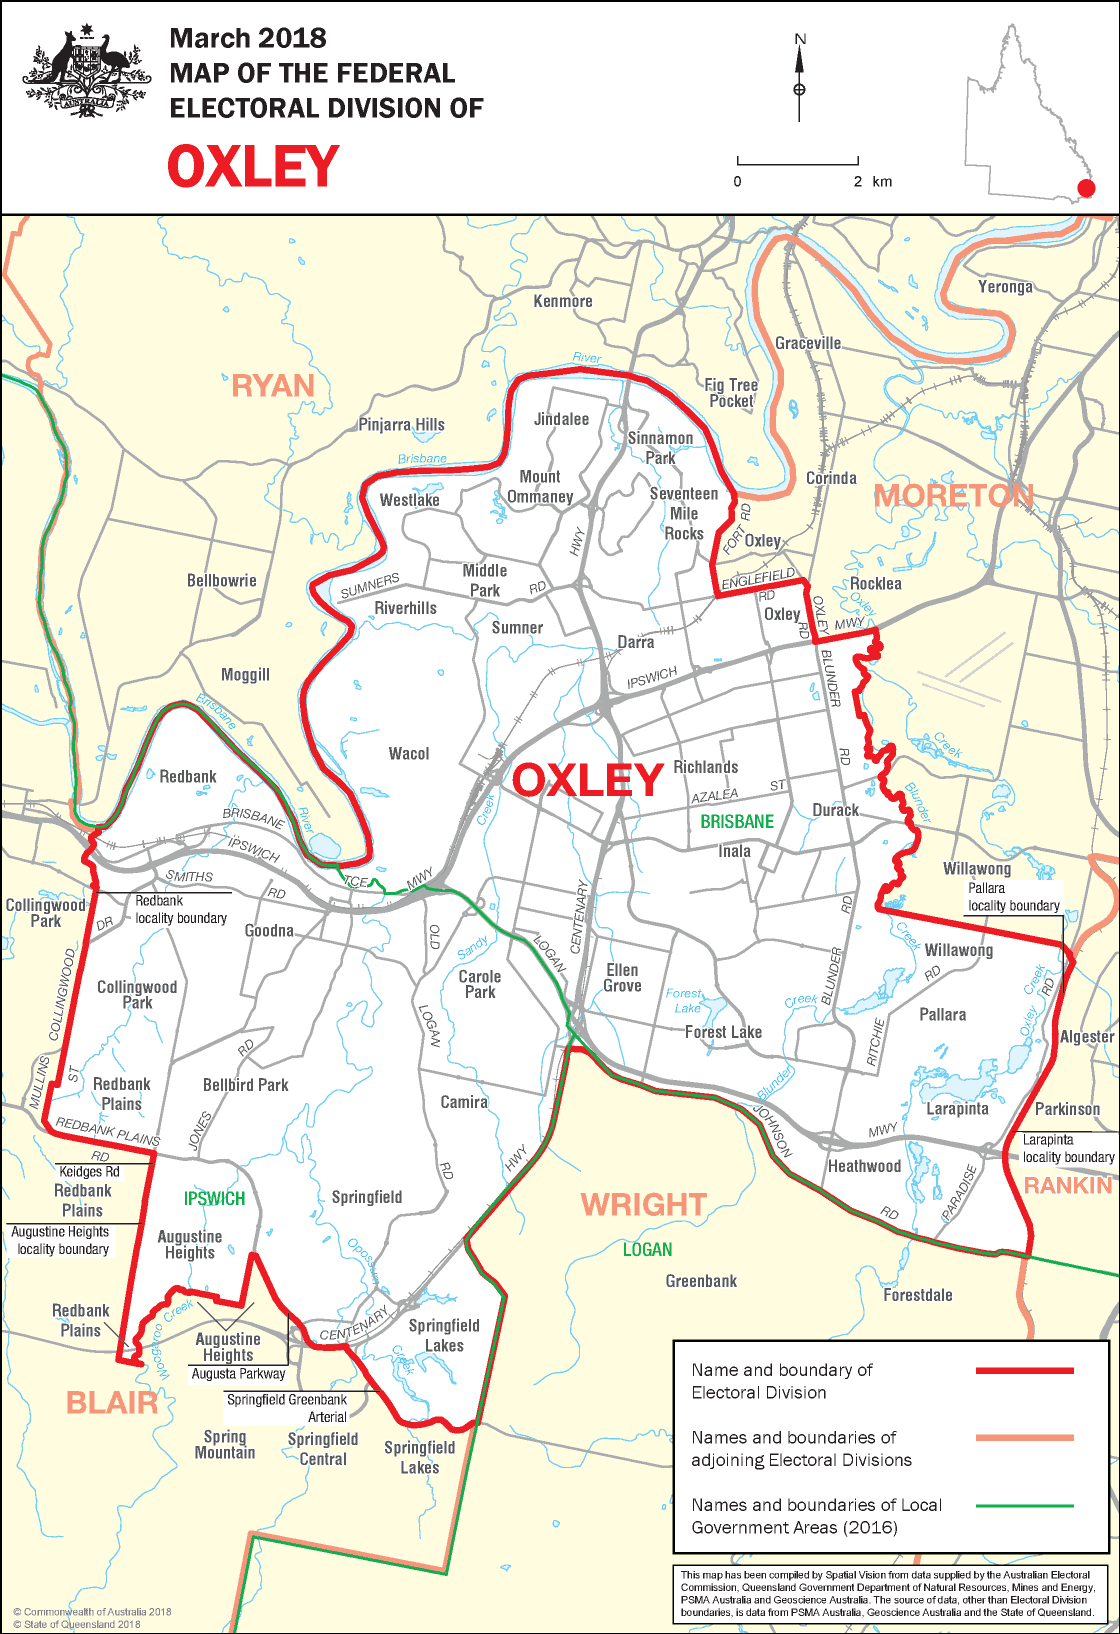 March 2018
MAP OF THE FEDERAL
ELECTORAL DIVISION OF
OXLEY
AUSTRALIA
N
0
2 km
Yeronga
Kenmore
Graceville
River
RYAN
Fig Tree
Pocket
Jindalee
Pinjarra Hills
Sinnamon
Park
Brisbane
Mount
Ommaney
Corinda
MORETON
Westlake
Seventeen
Mile
Rocks
FORT RD
HWY
Oxley
Bellbowrie
Middle
Park
SUMNERS
RD
ENGLEFIELD
RD
Rocklea
Riverhills
Oxley
OXLEY
RD
Oxley
MWY
Sumner
Darra
Moggill
IPSWICH
BLUNDER
Brisbane
Wacol
Creek
Redbank
OXLEY
Richlands
RD
AZALEA
ST
Blunder
Creek
River
BRISBANE
BRISBANE
Durack
IPSWICH
Inala
Willawong
SMITHS
RD
TCE
MWY
Pallara
locality boundary
Collingwood
Park
Redbank
locality boundary
CENTENARY
RD
DR
Goodna
OLD
Sandy
LOGAN
Creek
Willawong
COLLINGWOOD
Carole
Park
Ellen
Grove
BLUNDER
RD
Creek
RD
Collingwood
Park
Forest
Lake
Creek
Pallara
Oxley
LOGAN
Forest Lake
RITCHIE
Algester
MULLINS
ST
RD
Redbank
Plains
Bellbird Park
Blunder
Camira
JOHNSON
Larapinta
Parkinson
REDBANK PLAINS
RD
JONES
MWY
Larapinta
locality boundary
Keidges Rd
HWY
RD
Heathwood
Redbank
Plains
IPSWICH
Springfield
WRIGHT
PARADISE
RANKIN
Augustine Heights
locality boundary
Augustine
Heights
RD
Opossum
LOGAN
Greenbank
Forestdale
Redbank
Plains
Woogaroo Creek
Augustine
Heights
CENTENARY
Springfield
Lakes
Creek
Augusta Parkway
BLAIR
Springfield Greenbank
Arterial
Spring
Mountain
Springfield
Central
Springfield
Lakes
Name and boundary of
Electoral Division
Names and boundaries of
adjoining Electoral Divisions
Names and boundaries of Local
Government Areas (2016)
This map has been compiled by Spatial Vision from data supplied by the Australian Electoral
Commission, Queensland Government Department of Natural Resources, Mines and Energy,
PSMA Australia and Geoscience Australia. The source of data, other than Electoral Division
boundaries, is data from PSMA Australia, Geoscience Australia and the State of Queensland.
© Commonwealth of Australia 2018
© State of Queensland 2018